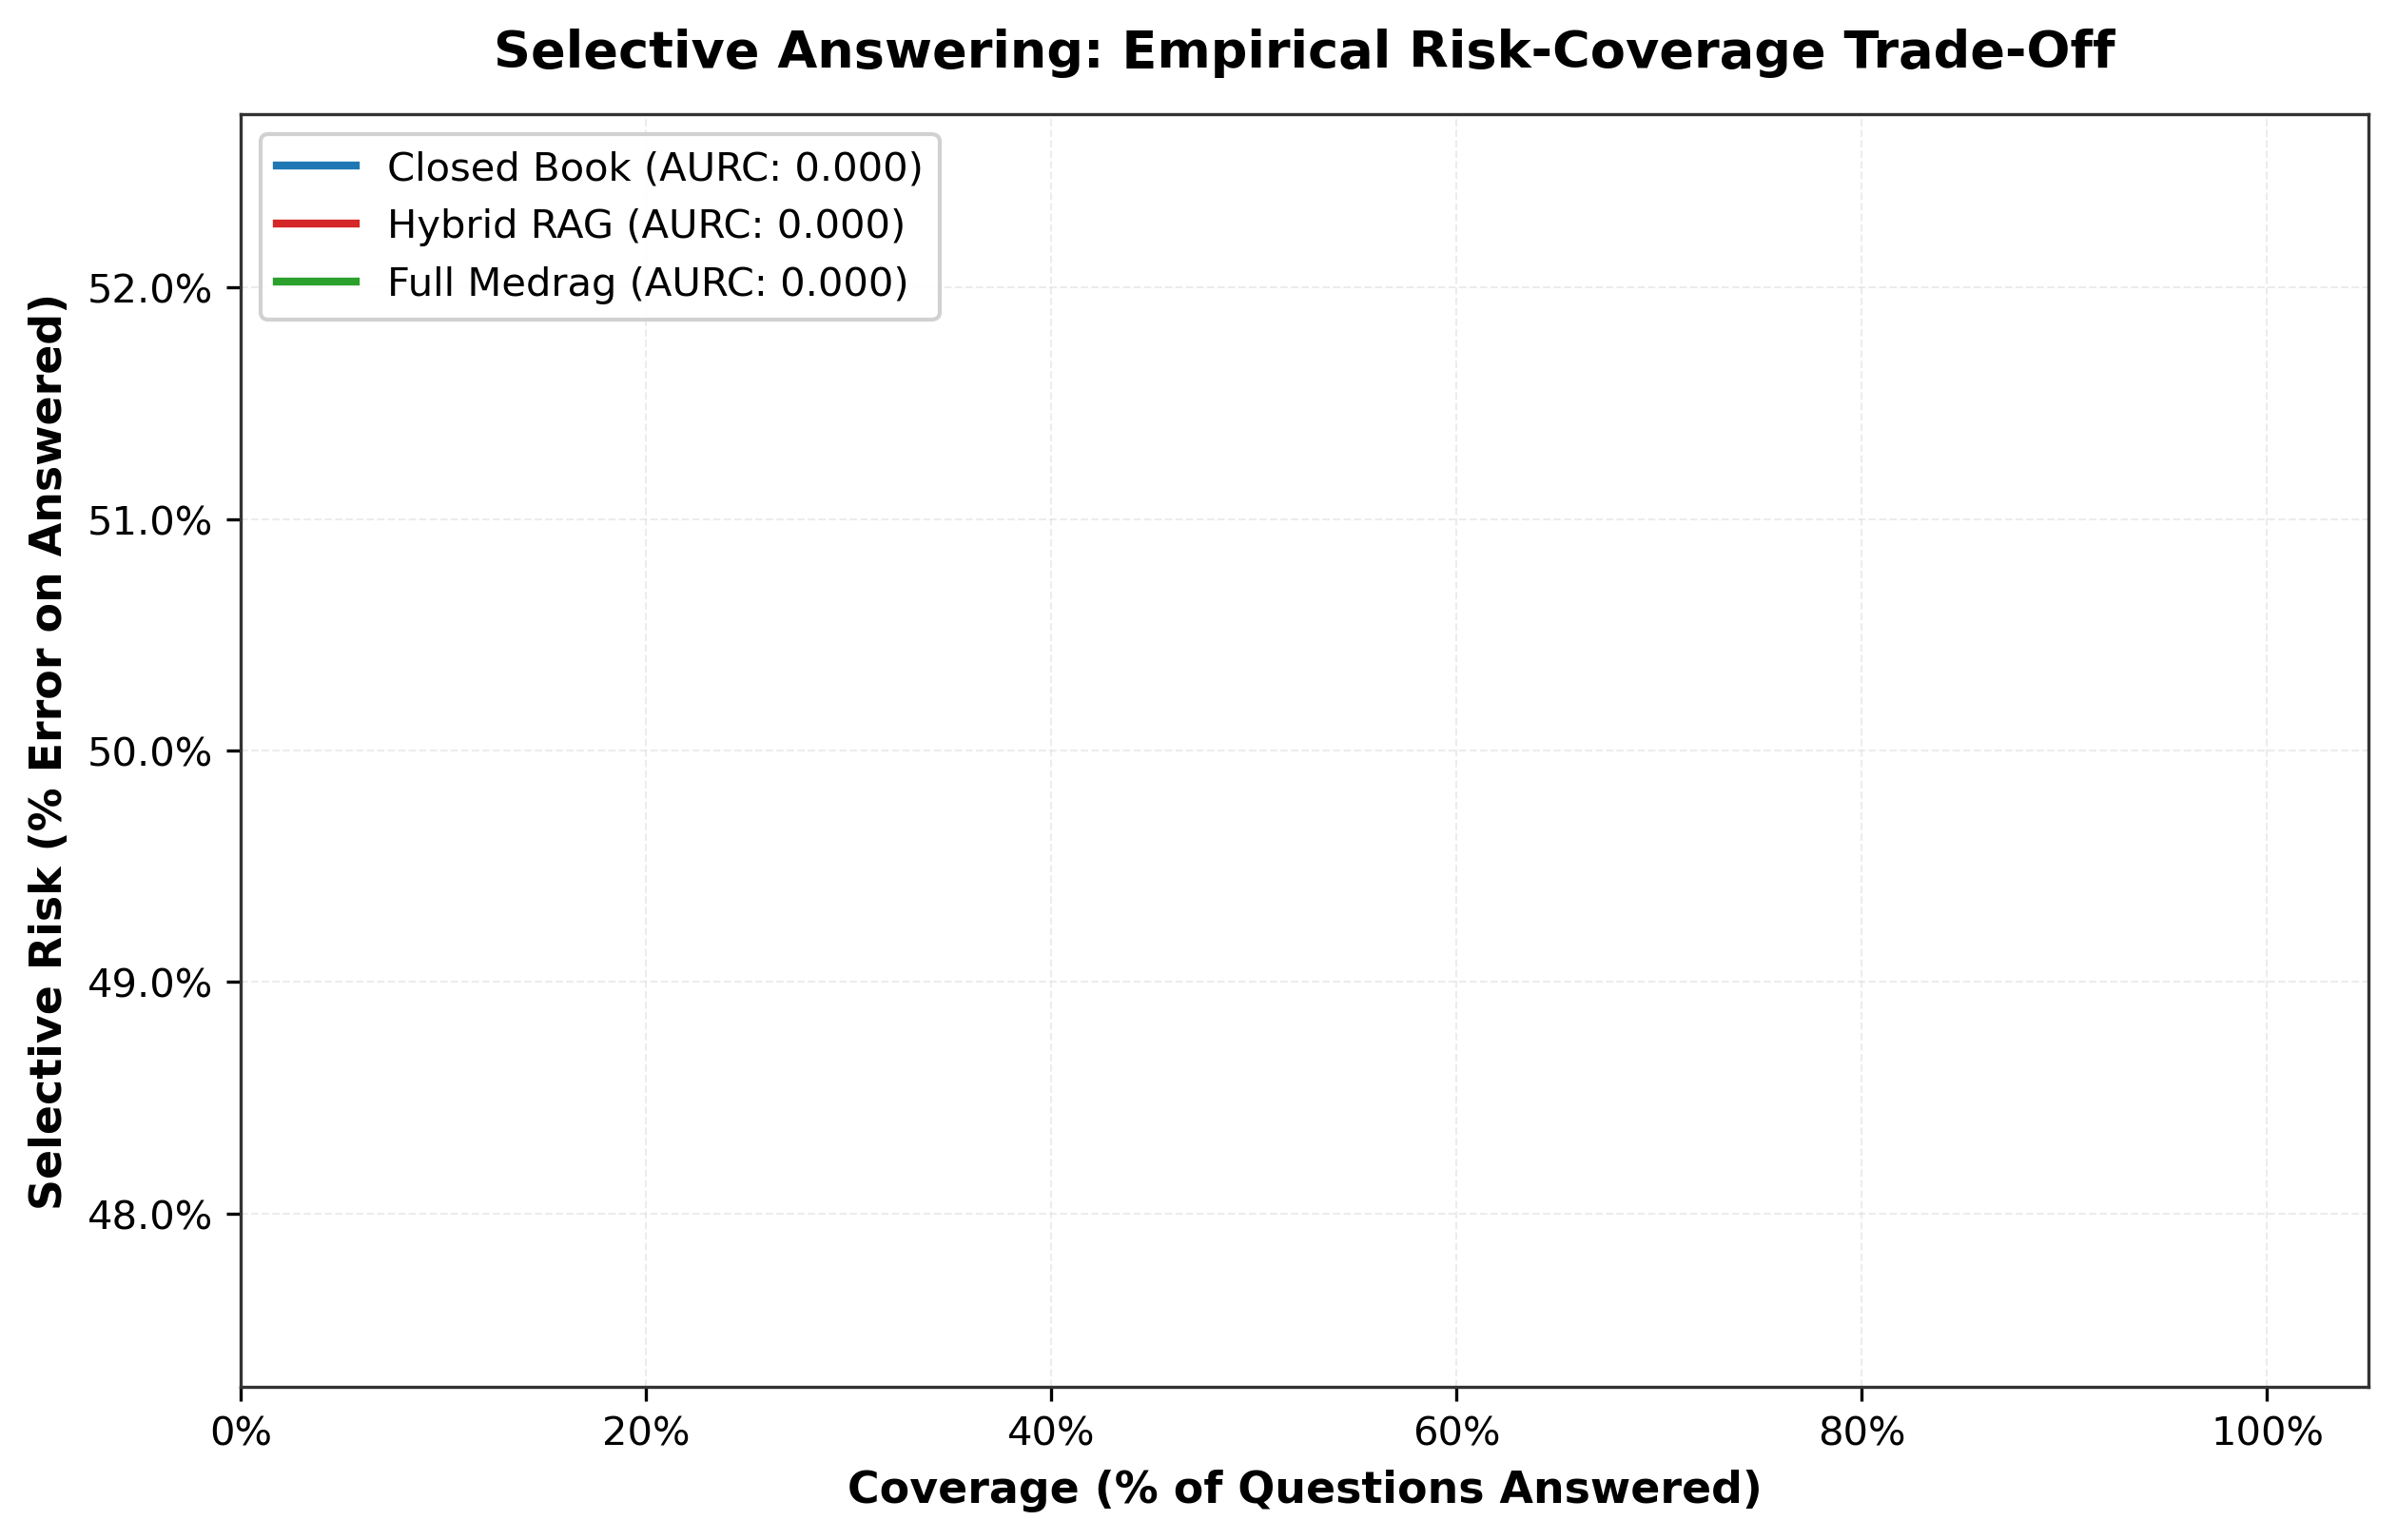 Selective Answering: Empirical Risk-Coverage Trade-Off
Closed Book (AURC: 0.000)
Hybrid RAG (AURC: 0.000)
Full Medrag (AURC: 0.000)
Selective Risk (% Error on Answered)
52.0%
51.0%
50.0%
49.0%
48.0%
0%
20%
40%
60%
80%
100%
Coverage (% of Questions Answered)